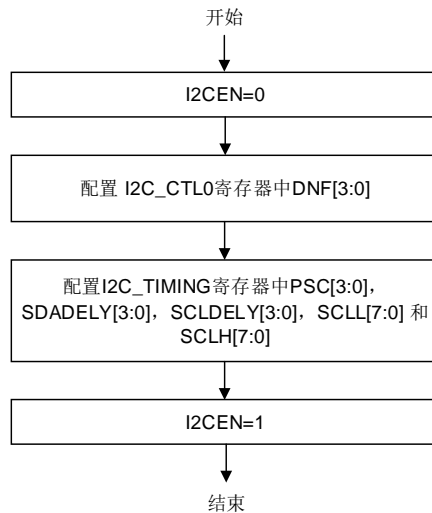 开始
I2CEN=0
配置 I2C_CTL0寄存器中DNF[3:0]
配置I2C_TIMING寄存器中PSC[3:0]，
SDADELY[3:0]，SCLDELY[3:0]，SCLL[7:0] 和
SCLH[7:0]
I2CEN=1
结束